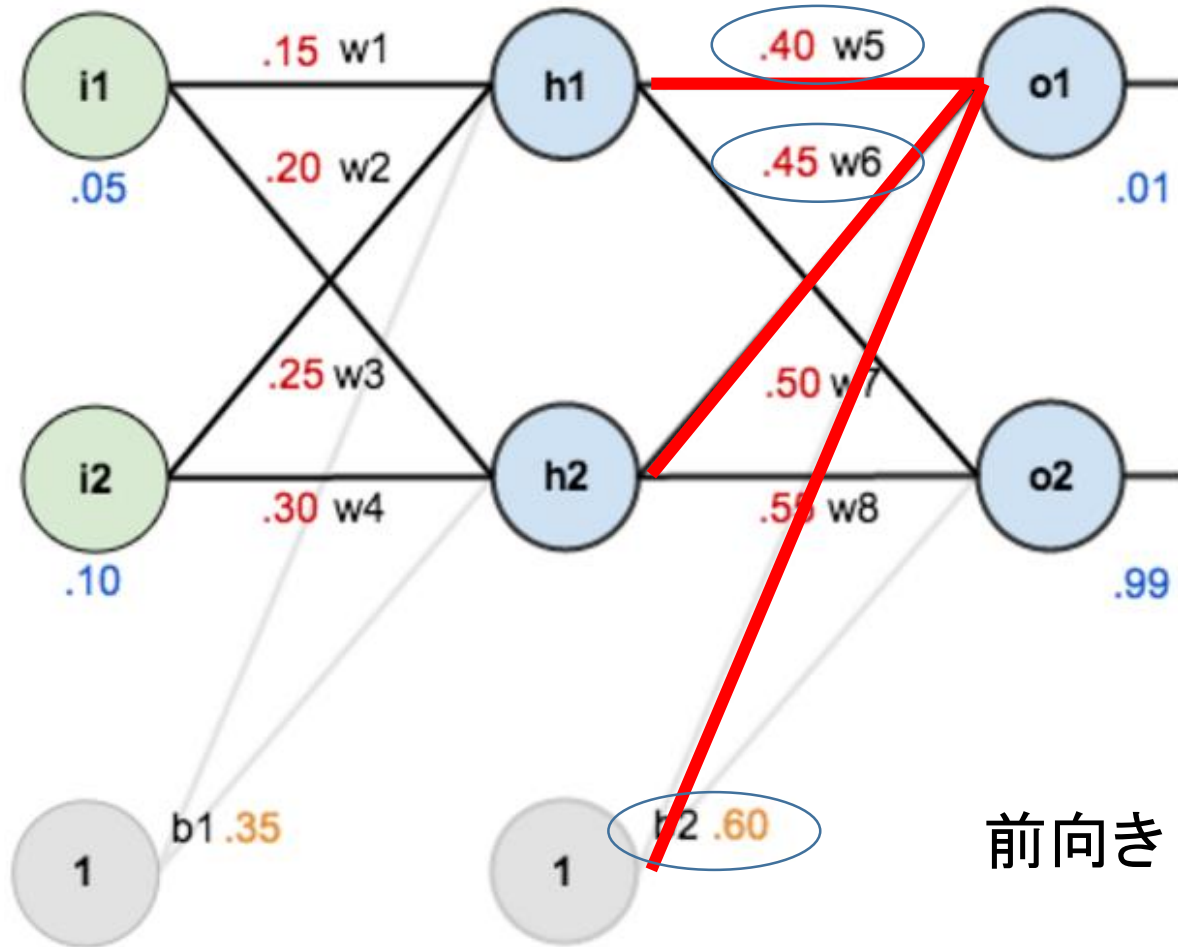 .15 w1
.40 w5
i1
h1
o1
.20 w2
.45 w6
.05
.01
.25 w3
.50 w7
i2
h2
o2
.30 w4
.55 w8
.10
.99
b1 .35
b2 .60
1
1
前向き